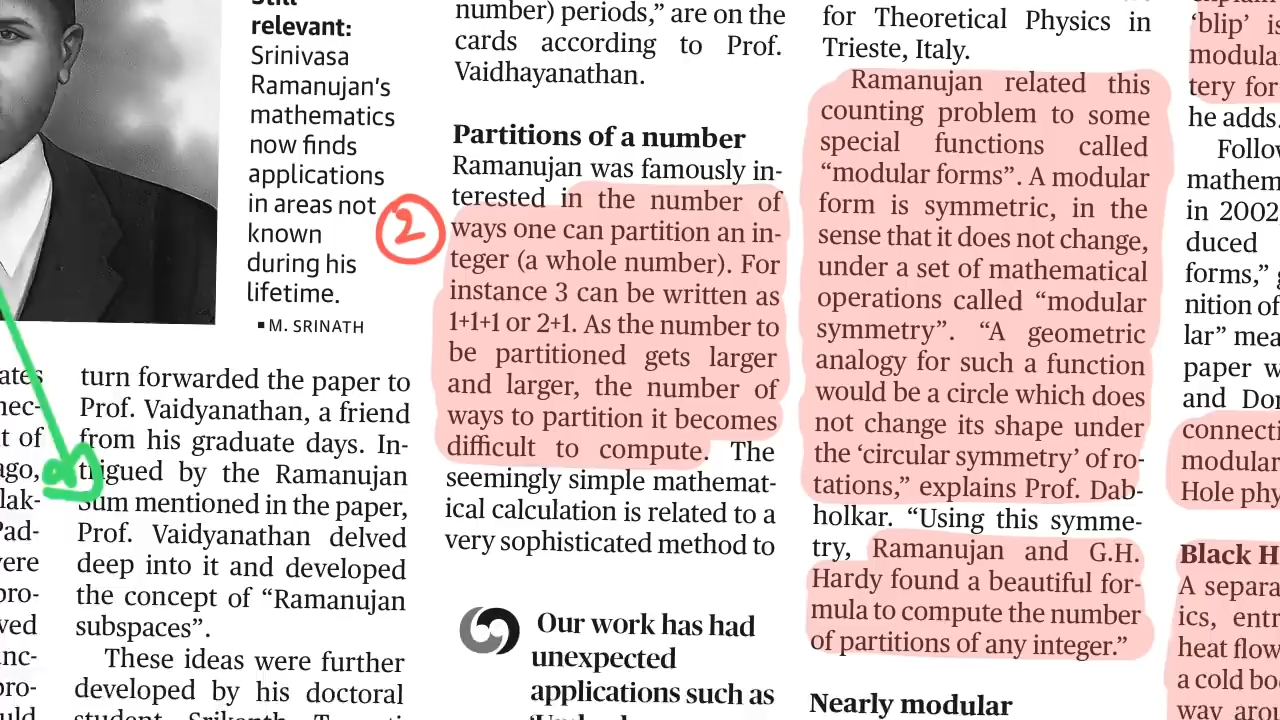 relevant:
Srinivasa
Ramanujan's
mathematics
now finds
applications
in areas not
known
during his
lifetime.
▪ M. SRINATH
turn forwarded the paper to
Prof. Vaidyanathan, a friend
from his graduate days. In-
trigued by the Ramanujan
Sum mentioned in the paper,
Prof. Vaidyanathan delved
deep into it and developed
the concept of “Ramanujan
subspaces”.
These ideas were further
developed by his doctoral
2
number) periods,” are on the
cards according to Prof.
Vaidhayanathan.
Partitions of a number
Ramanujan was famously in-
terested in the number of
ways one can partition an in-
teger (a whole number). For
instance 3 can be written as
1+1+1 or 2+1. As the number to
be partitioned gets larger
and larger, the number of
ways to partition it becomes
difficult to compute. The
seemingly simple mathemat-
ical calculation is related to a
very sophisticated method to
Our work has had
unexpected
applications such as
for Theoretical Physics in
Trieste, Italy.
Ramanujan related this
counting problem to some
special functions called
“modular forms”. A modular
form is symmetric, in the
sense that it does not change,
under a set of mathematical
operations called “modular
symmetry”. “A geometric
analogy for such a function
would be a circle which does
not change its shape under
the ‘circular symmetry’ of ro-
tations,” explains Prof. Dab-
holkar. “Using this symme-
try, Ramanujan and G.H.
Hardy found a beautiful for-
mula to compute the number
of partitions of any integer.”
Nearly modular
‘blip’ is
modula
tery for
he adds.
Follow
mathem
in 2002,
duced
forms,”
nition of
lar” mea
paper w
and Don
connecti
modular
Hole phy
Black H
A separa
ics, entr
heat flow
a cold bo
way arou